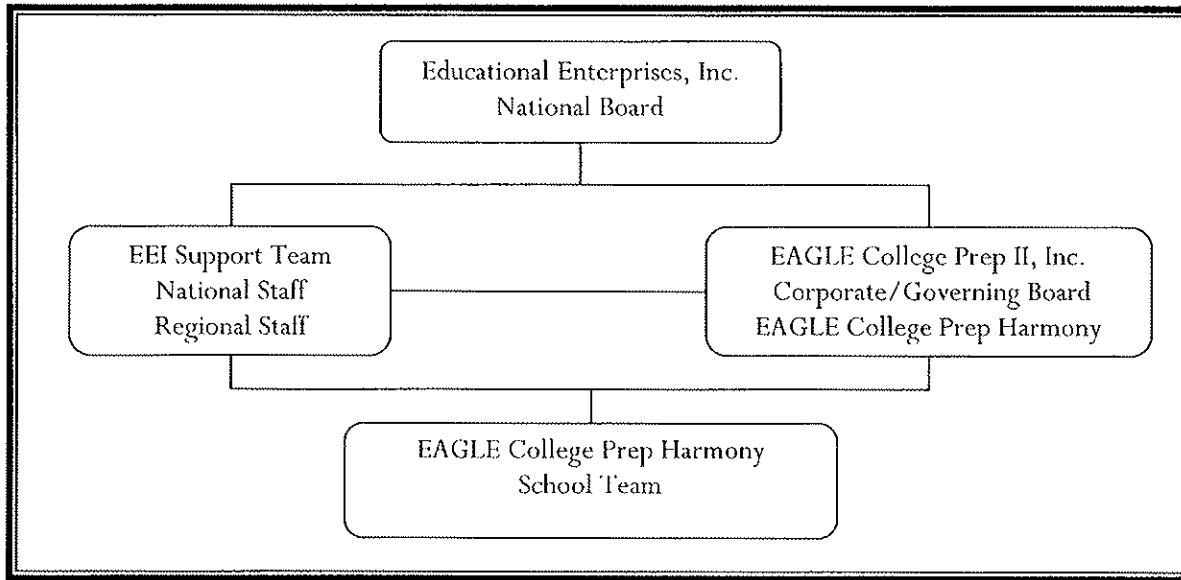 Educational Enterprises, Inc.
National Board
EEI Support Team
National Staff
Regional Staff
EAGLE College Prep II, Inc.
Corporate/Governing Board
EAGLE College Prep Harmony
EAGLE College Prep Harmony
School Team